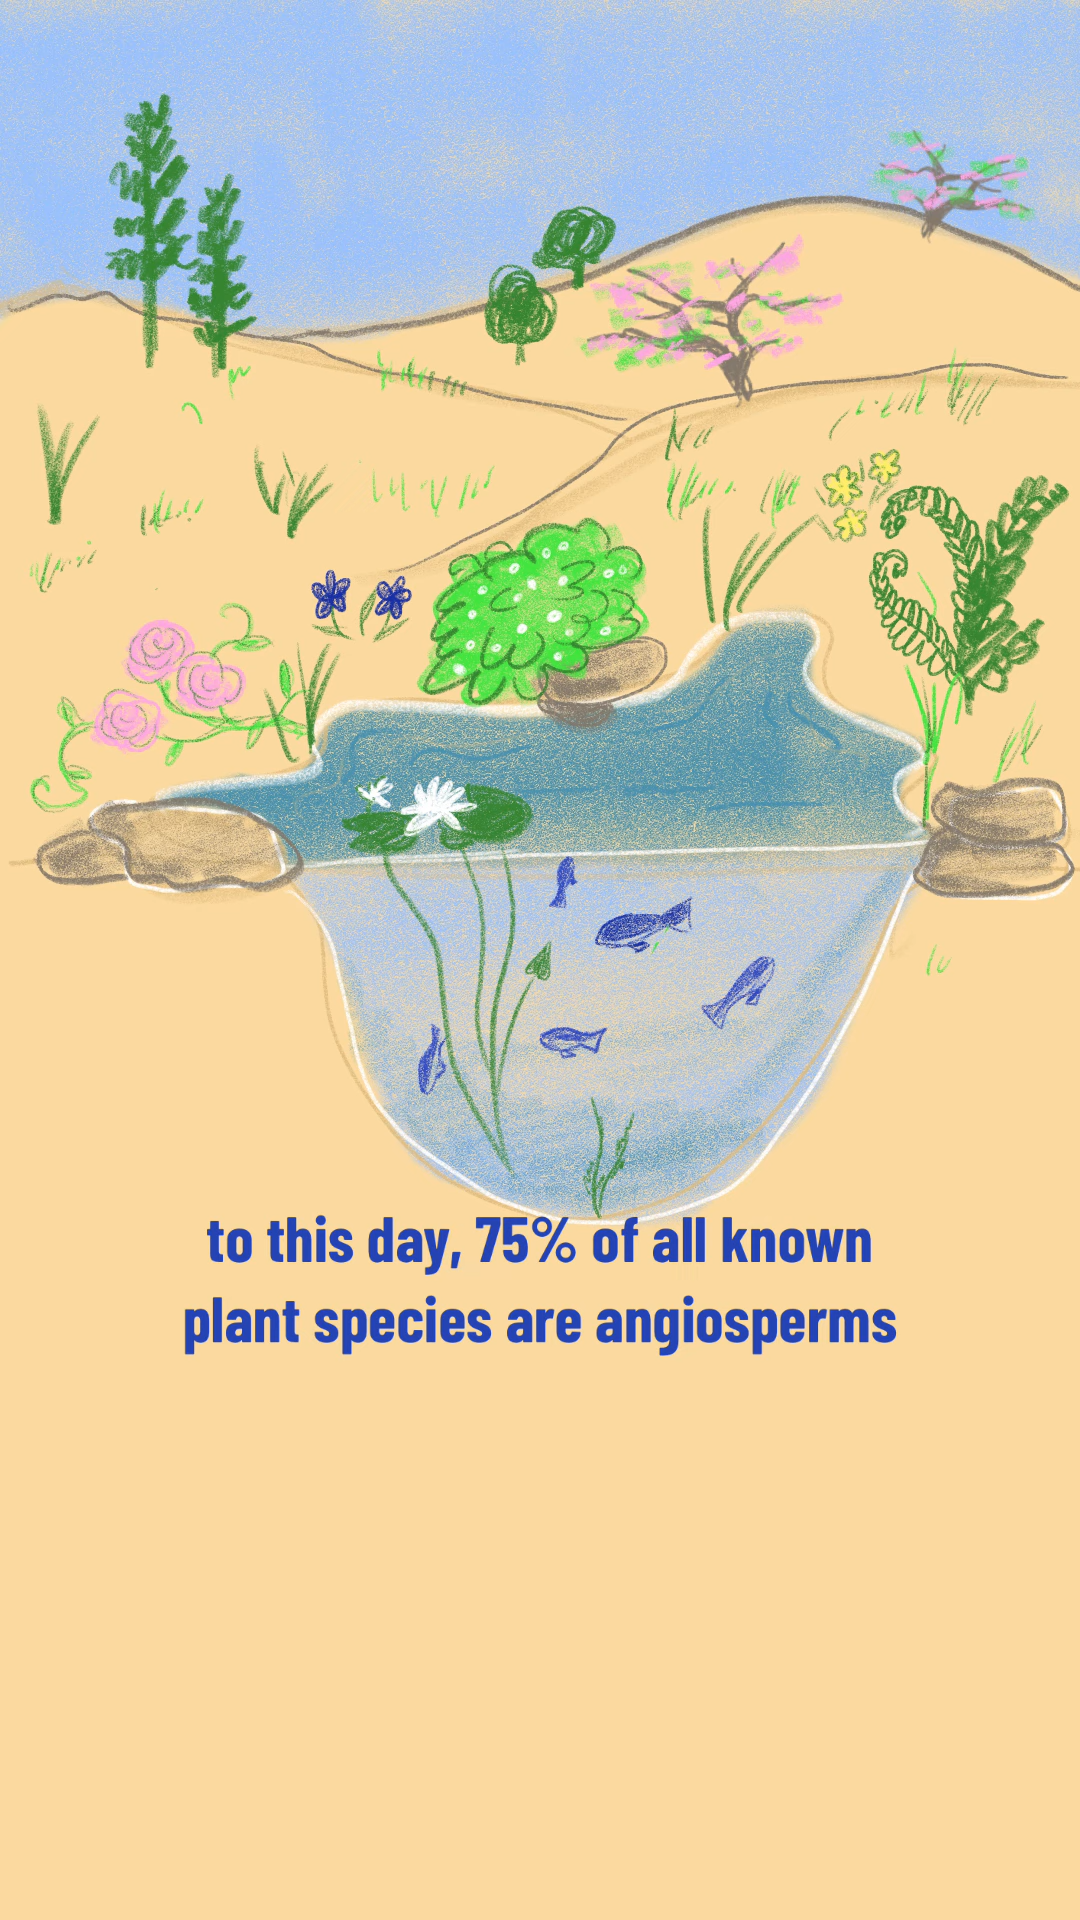 to this day, 75% of all known
plant species are angiosperms